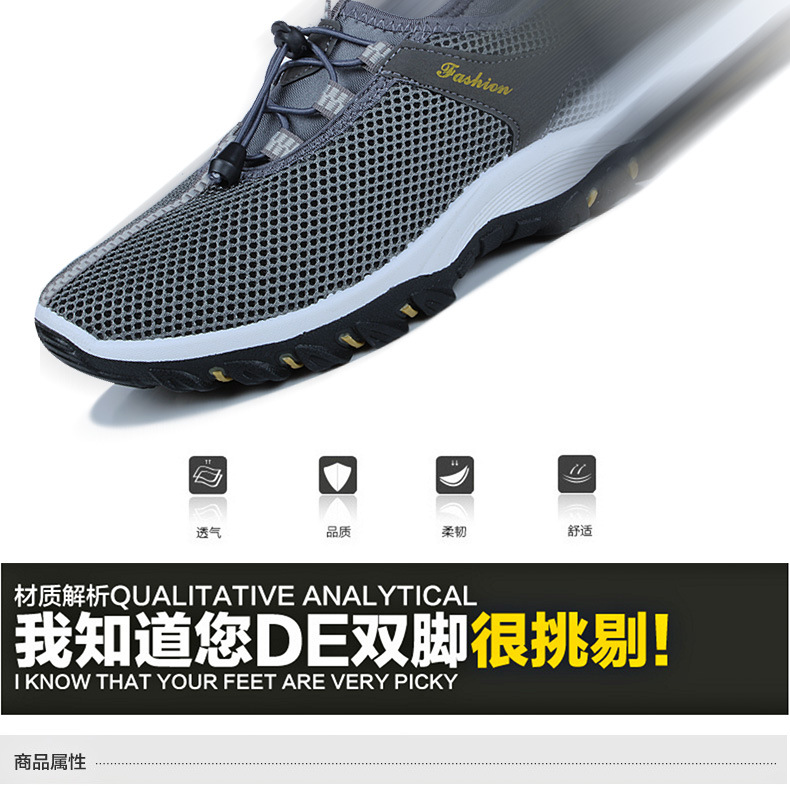 Fashion
透气 品质 柔韧 舒适
材质解析QUALITATIVE ANALYTICAL
我知道您DE双脚很挑剔!
I KNOW THAT YOUR FEET ARE VERY PICKY
商品属性